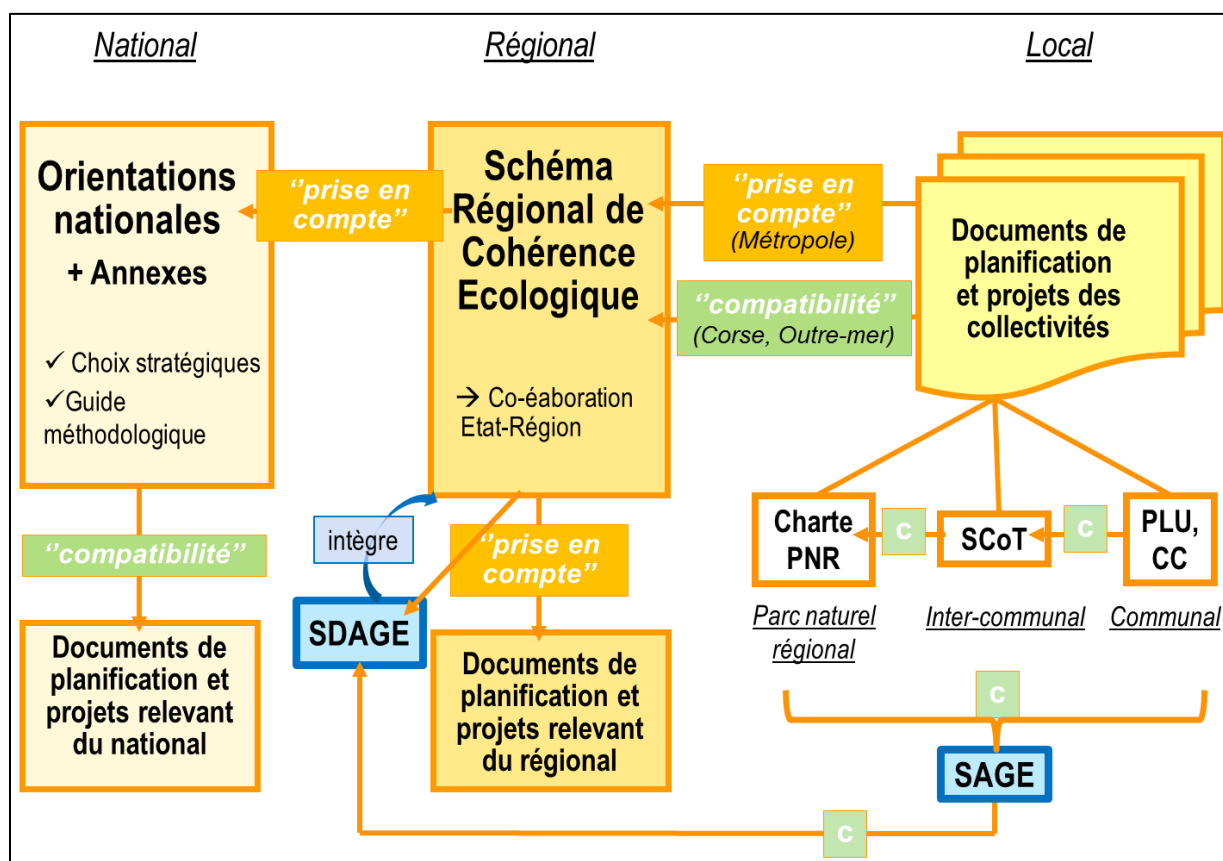 National
Régional
Local
Orientations
nationales
+ Annexes
✓ Choix stratégiques
✓Guide
méthodologique
‘’prise en
compte’’
Schéma
Régional de
Cohérence
Ecologique
→ Co-éaboration
Etat-Région
‘’prise en
compte’’
(Métropole)
‘’compatibilité’’
(Corse, Outre-mer)
Documents de
planification
et projets des
collectivités
‘’compatibilité’’
Documents de
planification et
projets relevant
du national
intègre
SDAGE
‘’prise en
compte’’
Documents de
planification et
projets relevant
du régional
Charte
PNR
C
SCoT
C
PLU,
CC
Parc naturel
régional
Inter-communal
Communal
C
SAGE
C